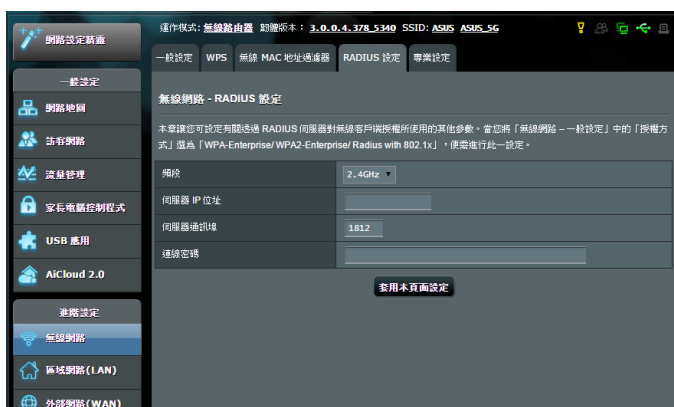 網路設定精靈
運作模式: 無線路由器 韌體版本: 3.0.0.4.378_5340 SSID: ASUS ASUS_5G
一般設定 WPS 無線 MAC 地址過濾器 RADIUS 設定 專業設定
一般設定
網路地圖
訪客網路
流量管理
家長電腦控制程式
USB 應用
AiCloud 2.0
進階設定
無線網路
區域網路(LAN)
外部網路(WAN)
無線網路 - RADIUS 設定
本章讓您可設定有關透過 RADIUS 伺服器對無線客戶端授權所使用的其他參數。當您將「無線網路 – 一般設定」中的「授權方
式」選為「WPA-Enterprise/ WPA2-Enterprise/ Radius with 802.1x」，便需進行此一設定。
頻段 2.4GHz
伺服器 IP 位址
伺服器通訊埠 1812
連線密碼
套用本頁面設定